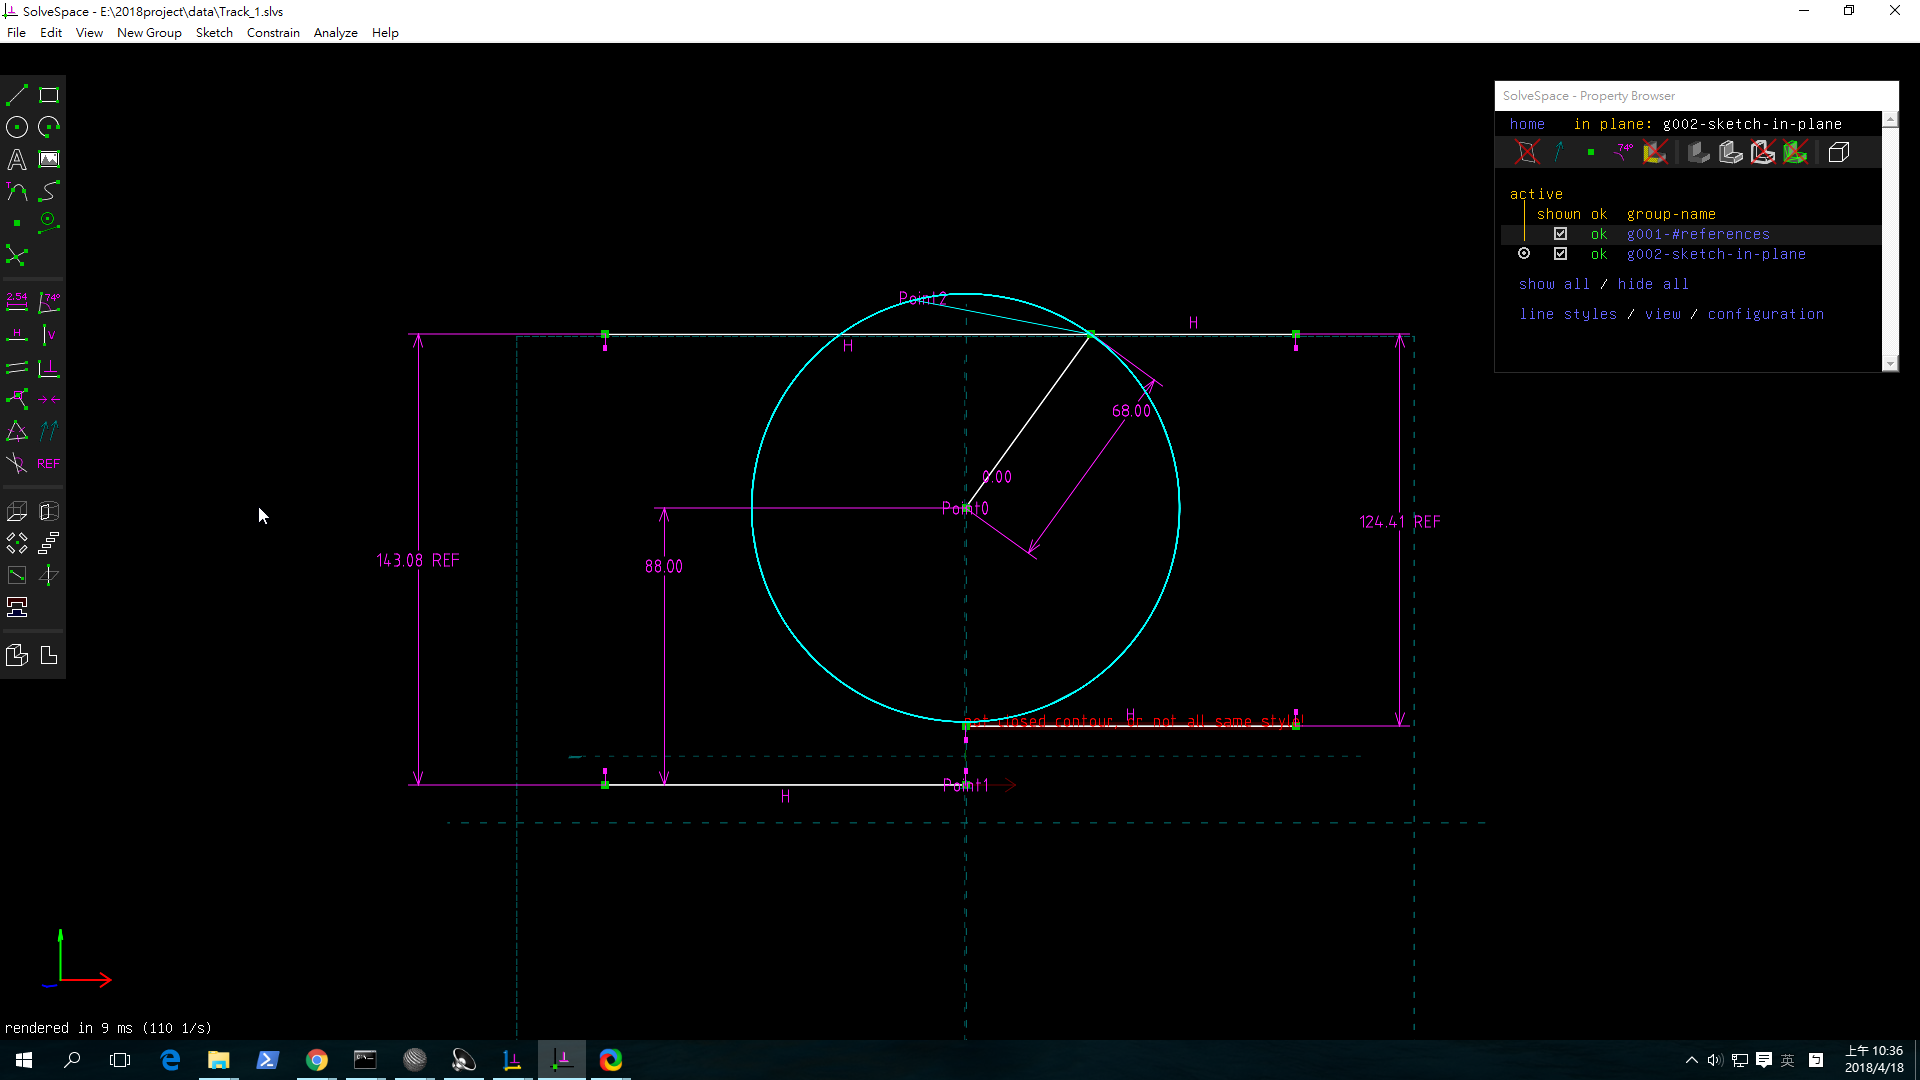 SolveSpace - E:\2018project\data\Track_1.slvs
File Edit View New Group Sketch Constrain Analyze Help
SolveSpace - Property Browser
home in plane: g002-sketch-in-plane
74°
active
shown ok group-name
ok g001-#references
ok g002-sketch-in-plane
show all / hide all
line styles / view / configuration
A
T
2.54 74°
H V
REF
Point2
H
H
68.00
0.00
Point0
124.41 REF
143.08 REF
88.00
H
not closed contour, or not all same style!
Point1
H
rendered in 9 ms (110 1/s)
英
上午 10:36
2018/4/18